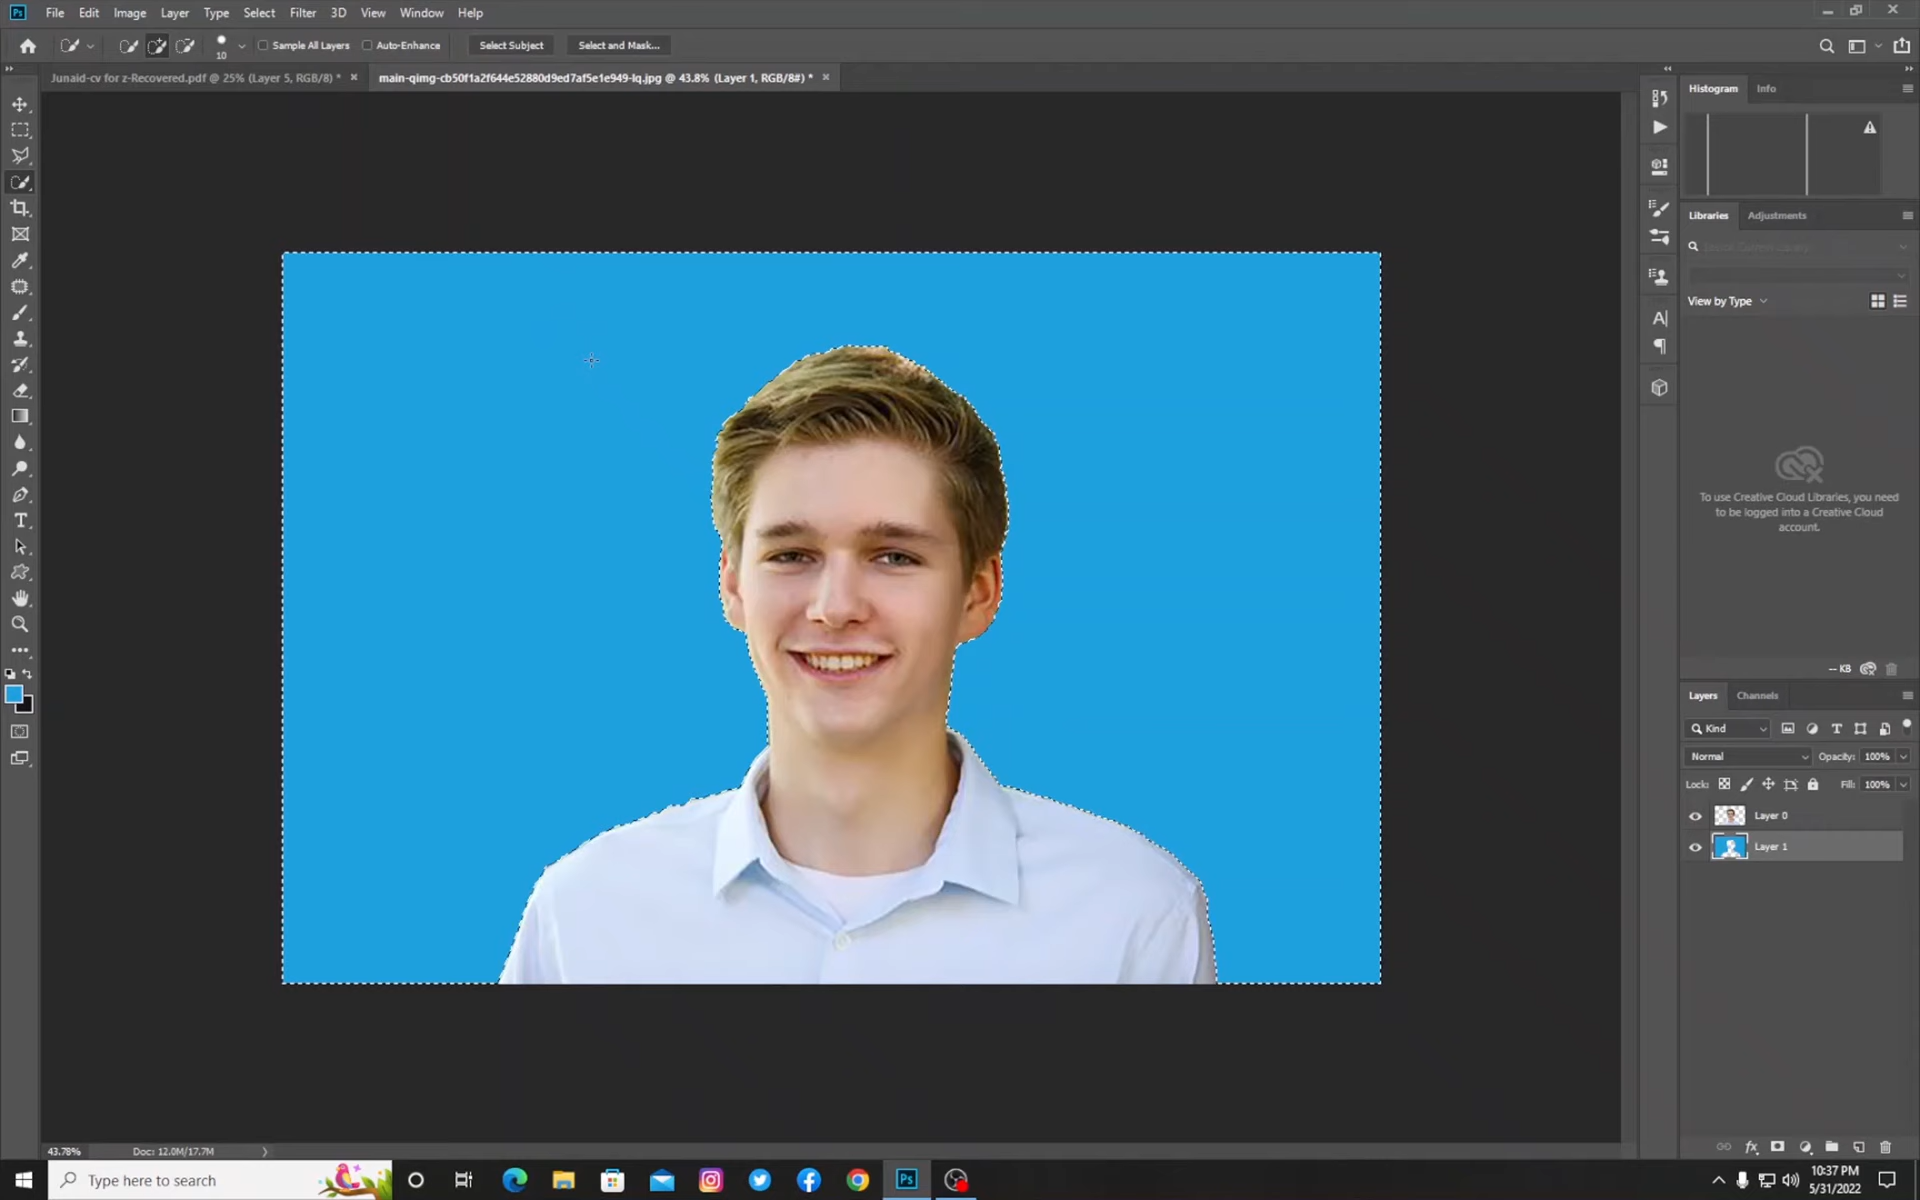 Ps File Edit Image Layer Type Select Filter 3D View Window Help
10 Sample All Layers Auto-Enhance Select Subject Select and Mask...
Junaid-cv for z-Recovered.pdf @ 25% (Layer 5, RGB/8) * × main-qimg-cb50f1a2f644e52880d9ed7af5e1e949-lq.jpg @ 43.8% (Layer 1, RGB/8#) * ×
Histogram Info
Libraries Adjustments
View by Type
To use Creative Cloud Libraries, you need
to be logged into a Creative Cloud
account.
-- KB
Layers Channels
Kind
Normal Opacity: 100%
Lock: Fill: 100%
Layer 0
Layer 1
43.78% Doc: 12.0M/17.7M
Type here to search Ps 10:37 PM
5/31/2022